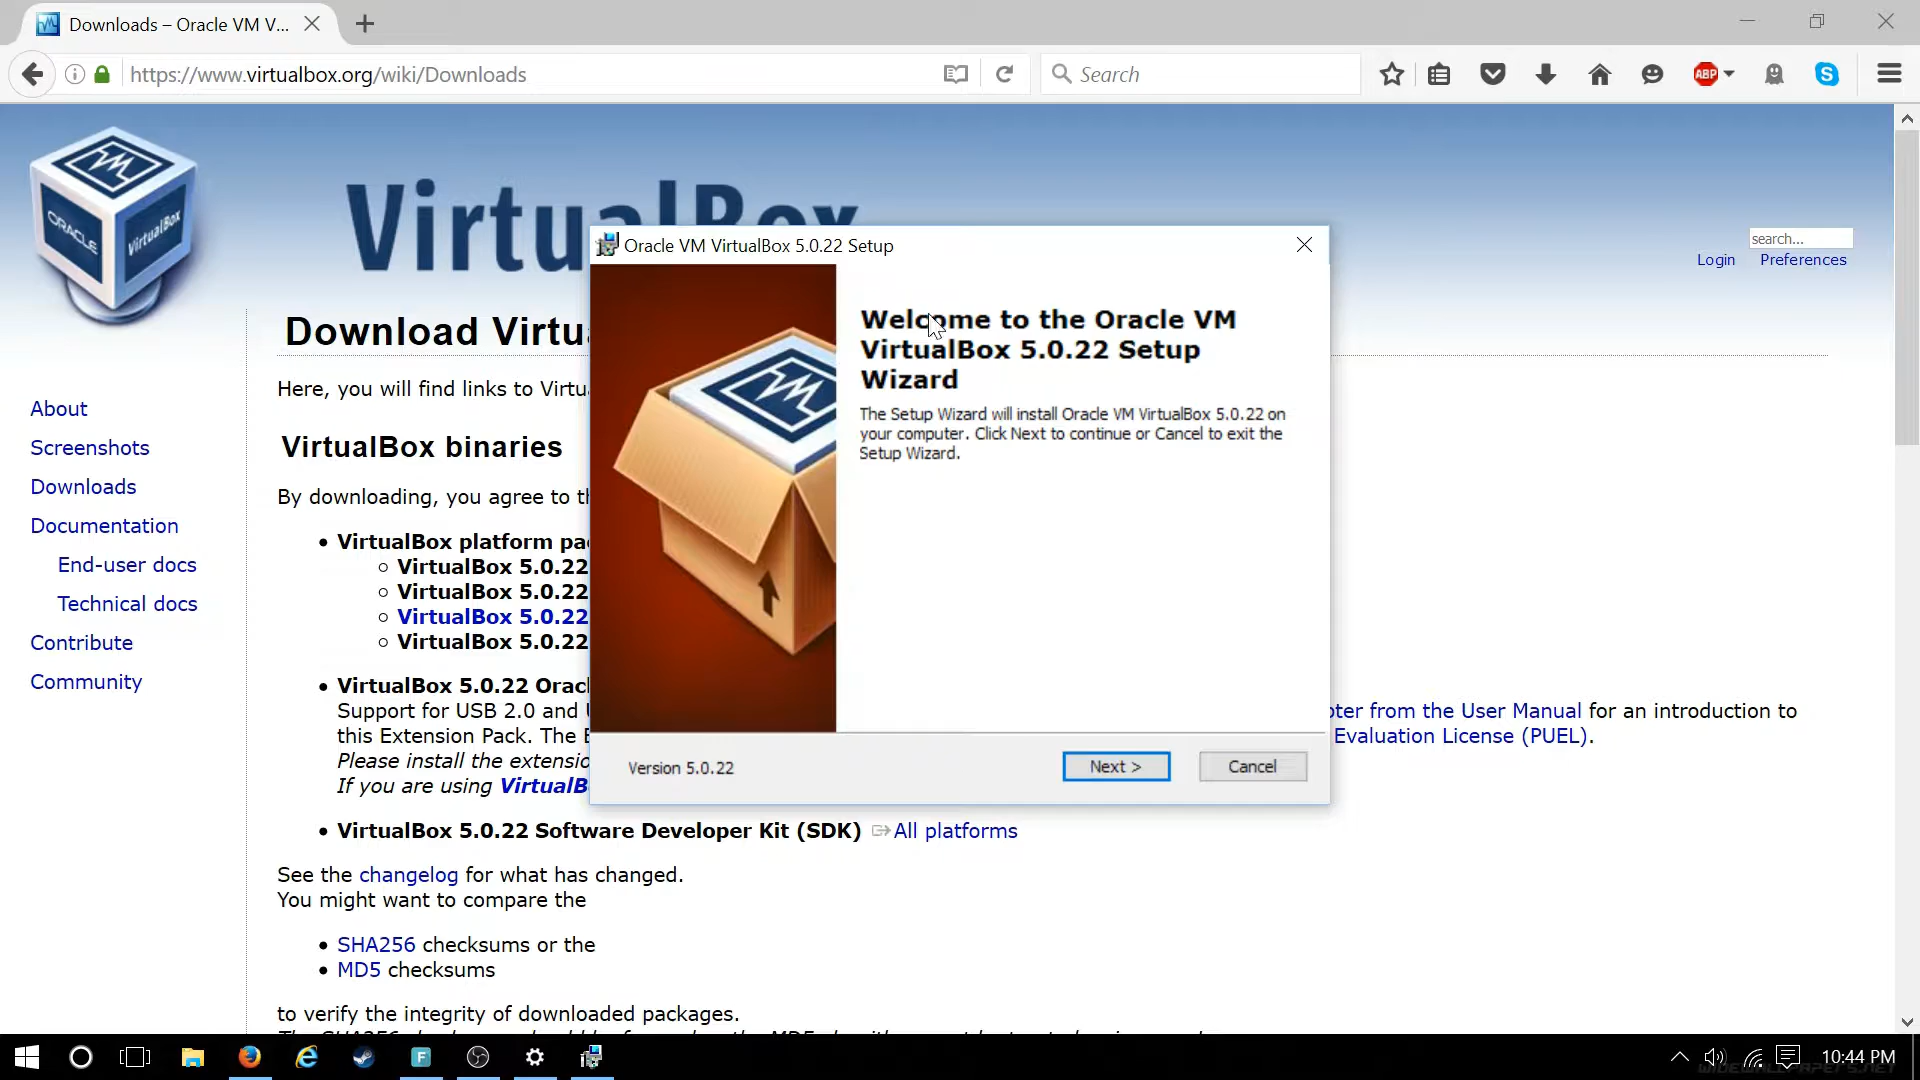 Downloads – Oracle VM V...
https://www.virtualbox.org/wiki/Downloads
Search
ABP
ORACLE
VirtualBox
VirtualBox
search...
Login Preferences
Oracle VM VirtualBox 5.0.22 Setup
Welcome to the Oracle VM
VirtualBox 5.0.22 Setup
Wizard
The Setup Wizard will install Oracle VM VirtualBox 5.0.22 on
your computer. Click Next to continue or Cancel to exit the
Setup Wizard.
Version 5.0.22
Next >
Cancel
About
Screenshots
Downloads
Documentation
End-user docs
Technical docs
Contribute
Community
Download Virtu
Here, you will find links to Virtu
VirtualBox binaries
By downloading, you agree to th
VirtualBox platform pa
VirtualBox 5.0.22
VirtualBox 5.0.22
VirtualBox 5.0.22
VirtualBox 5.0.22
VirtualBox 5.0.22 Oracl
Support for USB 2.0 and pter from the User Manual for an introduction to
this Extension Pack. The Evaluation License (PUEL).
Please install the extensio
If you are using VirtualB
VirtualBox 5.0.22 Software Developer Kit (SDK) All platforms
See the changelog for what has changed.
You might want to compare the
SHA256 checksums or the
MD5 checksums
to verify the integrity of downloaded packages.
10:44 PM